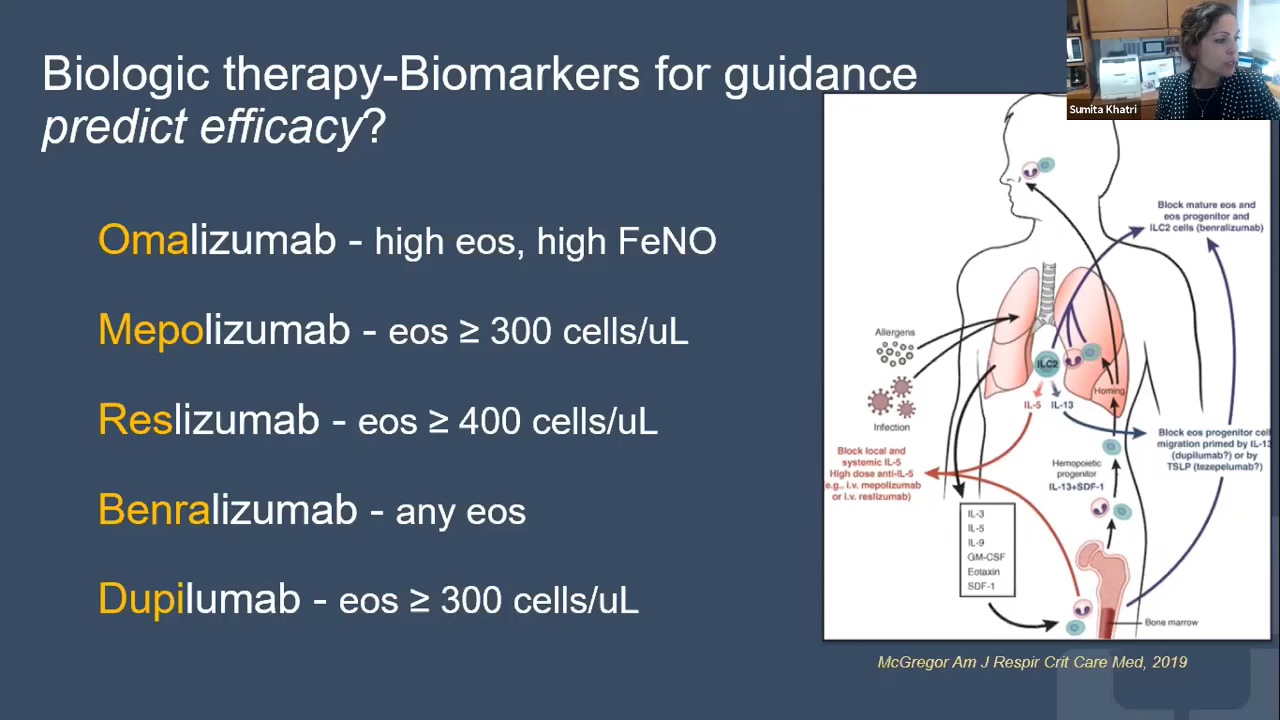 Biologic therapy-Biomarkers for guidance
predict efficacy?
Sumita Khatri
Omalizumab - high eos, high FeNO
Mepolizumab - eos ≥ 300 cells/uL
Reslizumab - eos ≥ 400 cells/uL
Benralizumab - any eos
Dupilumab - eos ≥ 300 cells/uL
Block mature eos and
eos progenitor and
ILC2 cells (benralizumab)
Allergens
Infection
ILC2
IL-5 IL-13
Homing
Block local and
systemic IL-5
High dose anti-IL-5
(e.g., i.v. mepolizumab
or i.v. reslizumab)
Block eos progenitor cell
migration primed by IL-13
(dupilumab?) or by
TSLP (tezepelumab?)
Hemopoietic
progenitor
IL-13+SDF-1
IL-3
IL-5
IL-9
GM-CSF
Eotaxin
SDF-1
Bone marrow
McGregor Am J Respir Crit Care Med, 2019